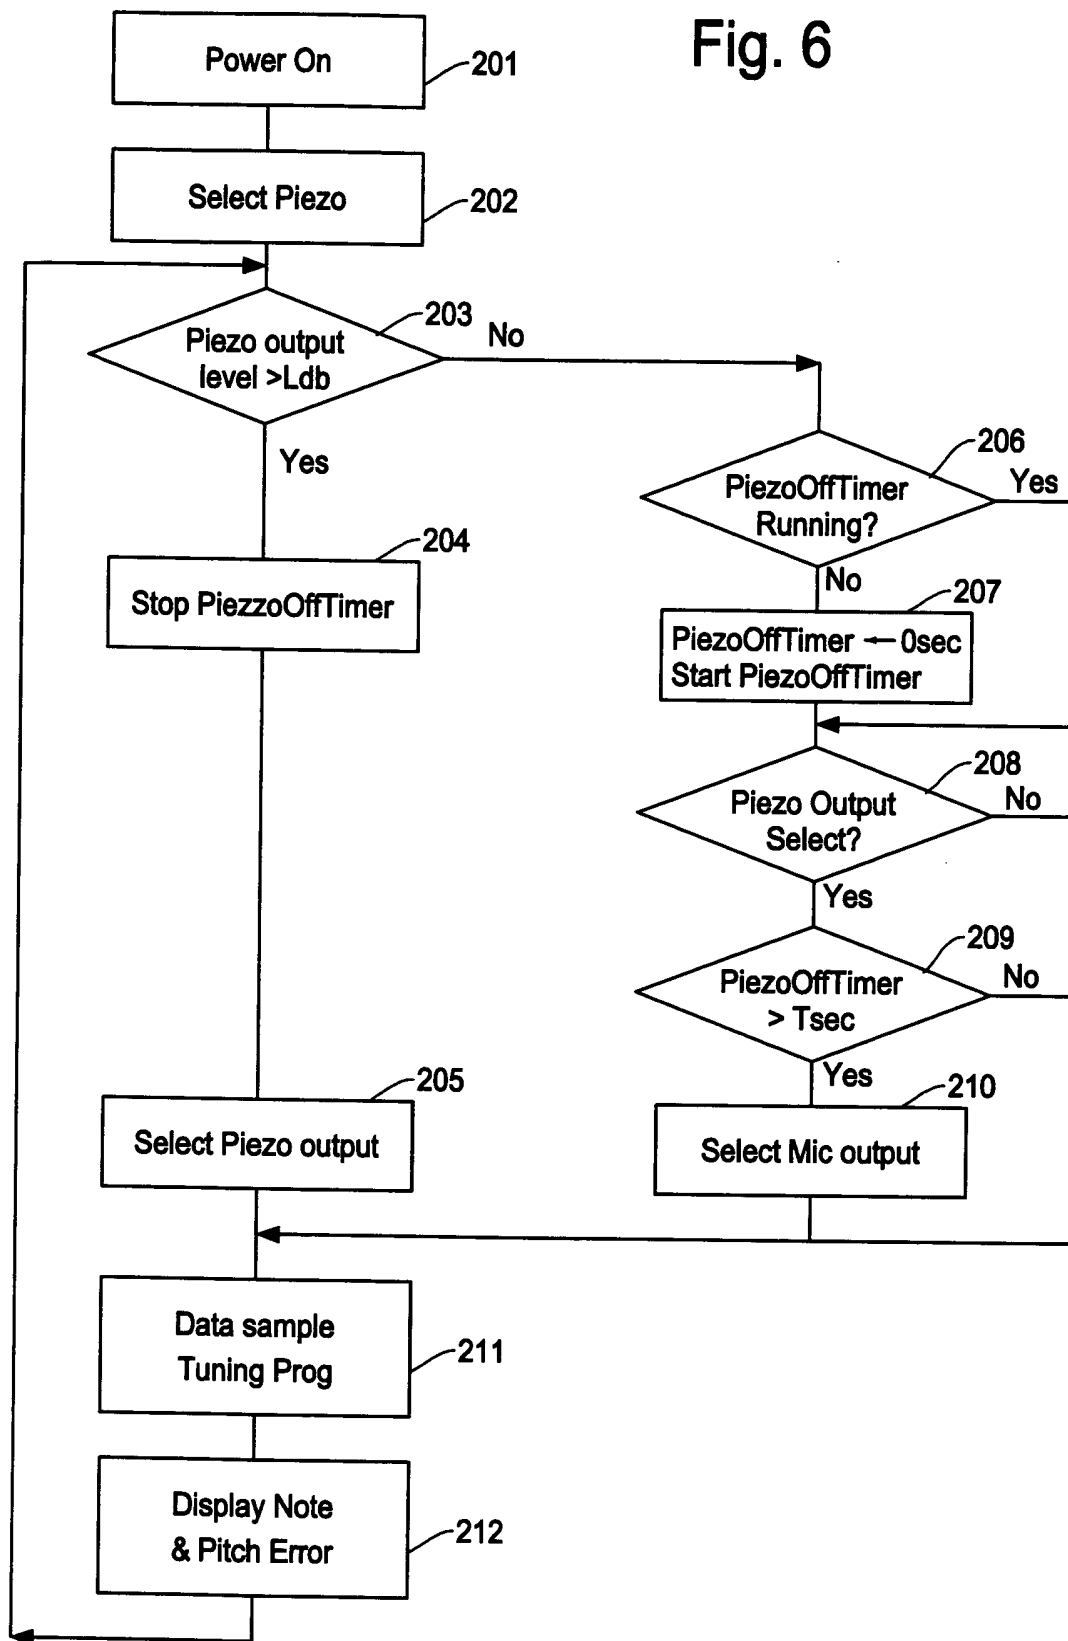 Fig. 6
Power On
201
Select Piezo
202
Piezo output
level >Ldb
203
No
Yes
Stop PiezzoOffTimer
204
PiezoOffTimer
Running?
206
Yes
No
PiezoOffTimer ← 0sec
Start PiezoOffTimer
207
Piezo Output
Select?
208
No
Yes
PiezoOffTimer
> Tsec
209
No
Yes
Select Piezo output
205
Select Mic output
210
Data sample
Tuning Prog
211
Display Note
& Pitch Error
212